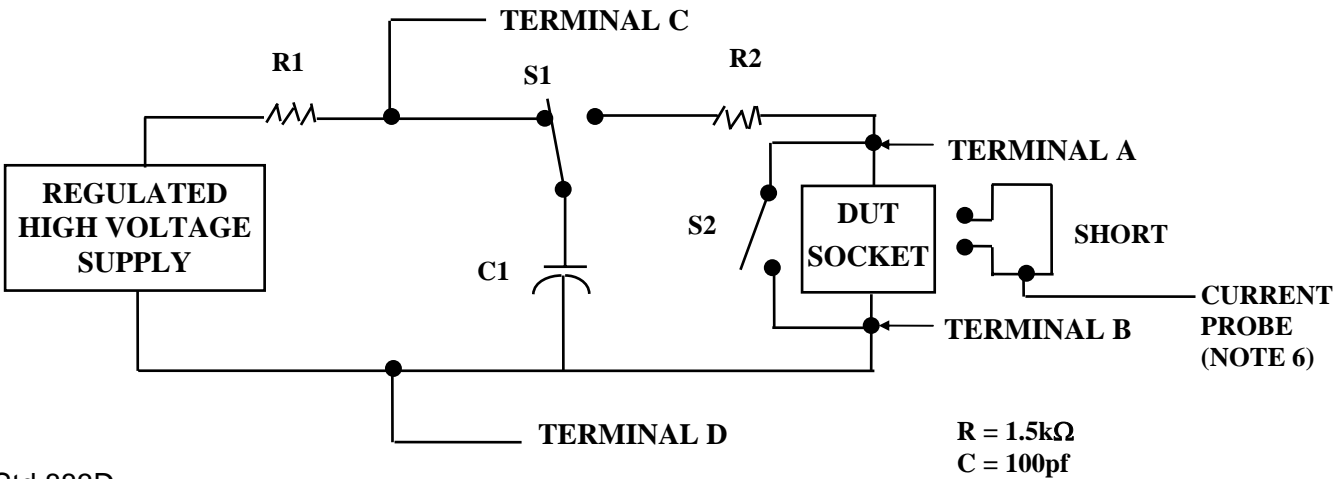 TERMINAL C
R1
S1
R2
TERMINAL A
REGULATED
HIGH VOLTAGE
SUPPLY
S2
DUT
SOCKET
SHORT
C1
CURRENT
PROBE
(NOTE 6)
TERMINAL B
TERMINAL D
R = 1.5kΩ
C = 100pf